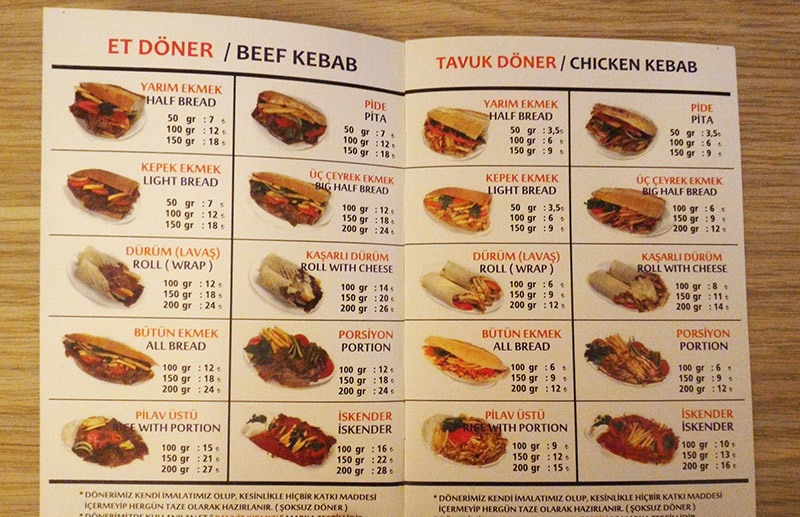 ET DÖNER / BEEF KEBAB
YARIM EKMEK
HALF BREAD
50 gr : 7 ₺
100 gr : 12 ₺
150 gr : 18 ₺
PİDE
PİTA
50 gr : 7 ₺
100 gr : 12 ₺
150 gr : 18 ₺
KEPEK EKMEK
LIGHT BREAD
50 gr : 7 ₺
100 gr : 12 ₺
150 gr : 18 ₺
ÜÇ ÇEYREK EKMEK
BIG HALF BREAD
100 gr : 12 ₺
150 gr : 18 ₺
200 gr : 24 ₺
DÜRÜM (LAVAŞ)
ROLL ( WRAP )
100 gr : 12 ₺
150 gr : 18 ₺
200 gr : 24 ₺
KAŞARLI DÜRÜM
ROLL WITH CHEESE
100 gr : 14 ₺
150 gr : 20 ₺
200 gr : 26 ₺
BÜTÜN EKMEK
ALL BREAD
100 gr : 12 ₺
150 gr : 18 ₺
200 gr : 24 ₺
PORSİYON
PORTION
100 gr : 12 ₺
150 gr : 18 ₺
200 gr : 24 ₺
PİLAV ÜSTÜ
RICE WITH PORTION
100 gr : 15 ₺
150 gr : 21 ₺
200 gr : 27 ₺
İSKENDER
İSKENDER
100 gr : 16 ₺
150 gr : 22 ₺
200 gr : 28 ₺
* DÖNERİMİZ KENDİ İMALATIMIZ OLUP, KESİNLİKLE HİÇBİR KATKI MADDESİ
İÇERMEYİP HERGÜN TAZE OLARAK HAZIRLANIR. ( ŞOKSUZ DÖNER )
TAVUK DÖNER / CHICKEN KEBAB
YARIM EKMEK
HALF BREAD
50 gr : 3,5₺
100 gr : 6 ₺
150 gr : 9 ₺
PİDE
PİTA
50 gr : 3,5₺
100 gr : 6 ₺
150 gr : 9 ₺
KEPEK EKMEK
LIGHT BREAD
50 gr : 3,5₺
100 gr : 6 ₺
150 gr : 9 ₺
ÜÇ ÇEYREK EKMEK
BIG HALF BREAD
100 gr : 6 ₺
150 gr : 9 ₺
200 gr : 12 ₺
DÜRÜM (LAVAŞ)
ROLL ( WRAP )
100 gr : 6 ₺
150 gr : 9 ₺
200 gr : 12 ₺
KAŞARLI DÜRÜM
ROLL WITH CHEESE
100 gr : 8 ₺
150 gr : 11 ₺
200 gr : 14 ₺
BÜTÜN EKMEK
ALL BREAD
100 gr : 6 ₺
150 gr : 9 ₺
200 gr : 12 ₺
PORSİYON
PORTION
100 gr : 6 ₺
150 gr : 9 ₺
200 gr : 12 ₺
PİLAV ÜSTÜ
RICE WITH PORTION
100 gr : 9 ₺
150 gr : 12 ₺
200 gr : 15 ₺
İSKENDER
İSKENDER
100 gr : 10 ₺
150 gr : 13 ₺
200 gr : 16 ₺
* DÖNERİMİZ KENDİ İMALATIMIZ OLUP, KESİNLİKLE HİÇBİR KATKI MADDESİ
İÇERMEYİP HERGÜN TAZE OLARAK HAZIRLANIR. ( ŞOKSUZ DÖNER )